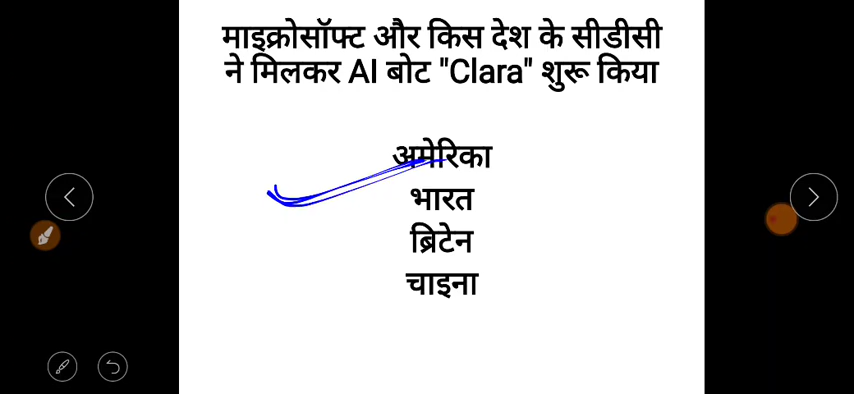 माइक्रोसॉफ्ट और किस देश के सीडीसी
ने मिलकर AI बोट "Clara" शुरू किया
अमेरिका
भारत
ब्रिटेन
चाइना